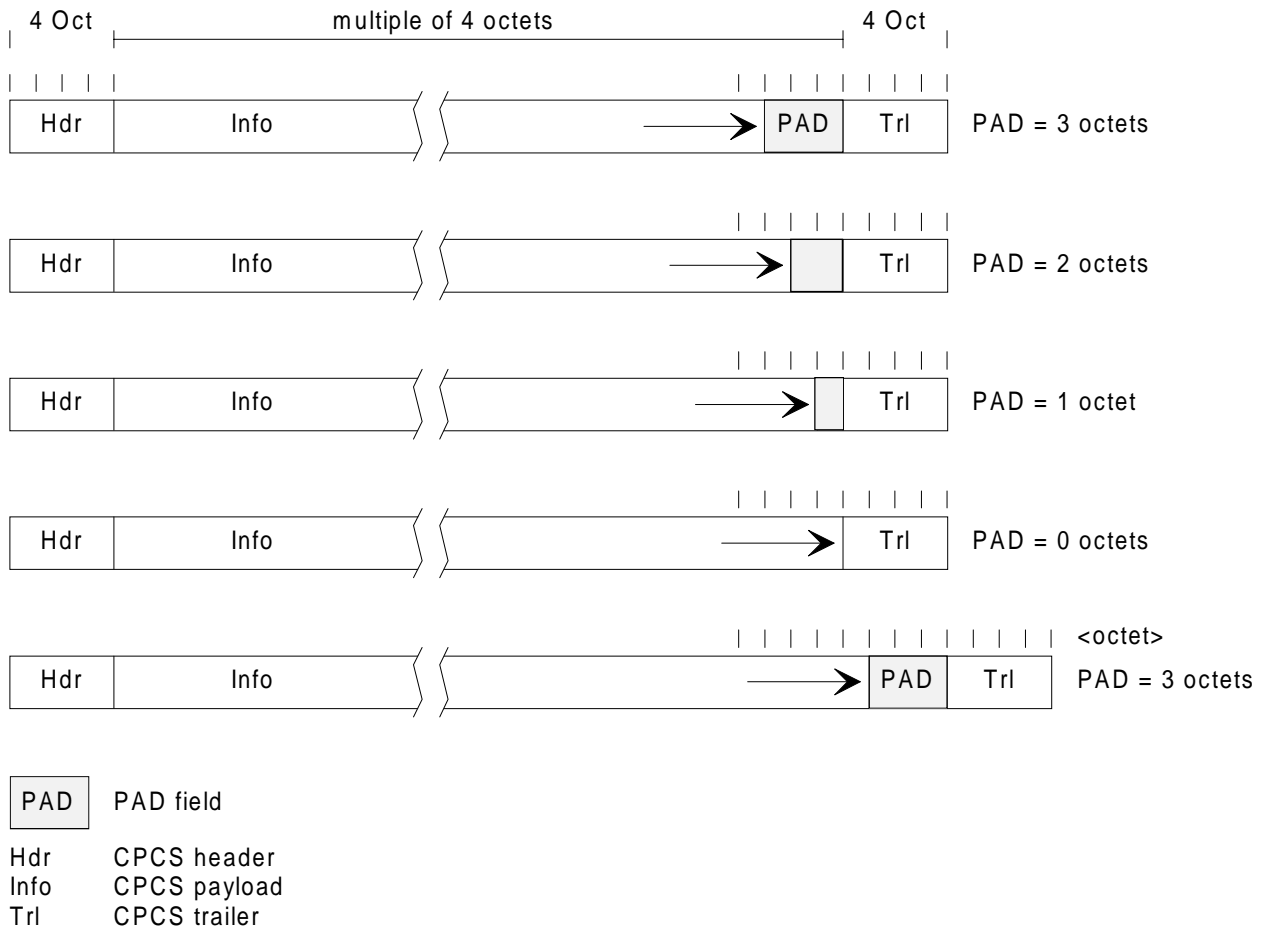 4 Oct multiple of 4 octets 4 Oct
Hdr Info PAD Trl PAD = 3 octets
Hdr Info Trl PAD = 2 octets
Hdr Info Trl PAD = 1 octet
Hdr Info Trl PAD = 0 octets
<octet>
Hdr Info PAD Trl PAD = 3 octets
PAD PAD field
Hdr CPCS header
Info CPCS payload
Trl CPCS trailer